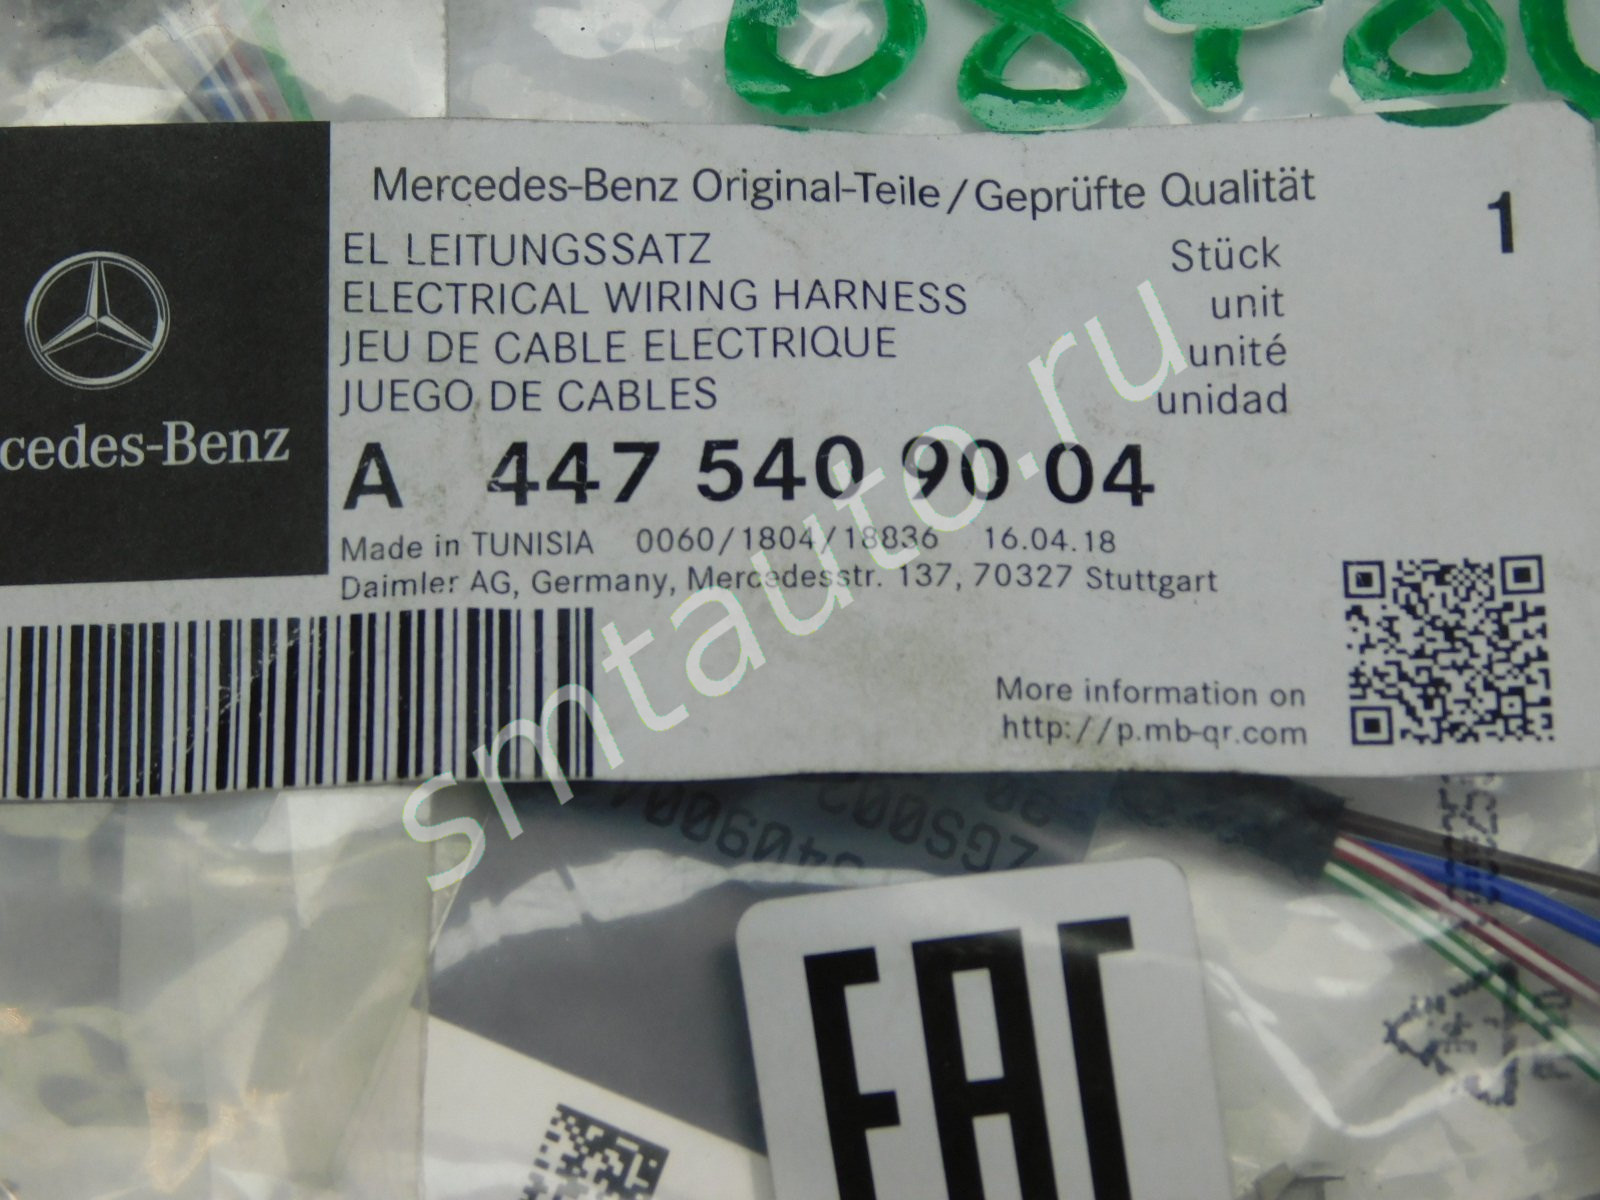 Mercedes-Benz Original-Teile/Geprüfte Qualität
1
EL LEITUNGSSATZ Stück
ELECTRICAL WIRING HARNESS unit
JEU DE CABLE ELECTRIQUE unité
JUEGO DE CABLES unidad
cedes-Benz
A 447 540 90 04
Made in TUNISIA 0060/1804/18836 16.04.18
Daimler AG, Germany, Mercedesstr. 137, 70327 Stuttgart
More information on
http://p.mb-qr.com
smtauto.ru
EAC